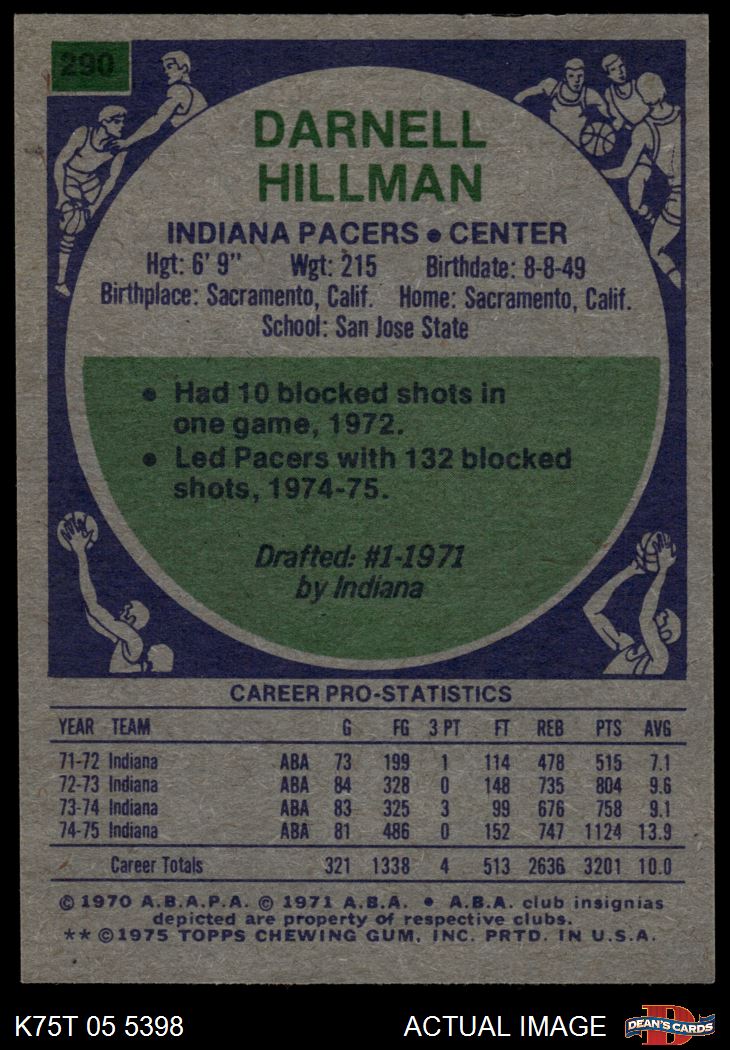 290
DARNELL
HILLMAN
INDIANA PACERS • CENTER
Hgt: 6' 9" Wgt: 215 Birthdate: 8-8-49
Birthplace: Sacramento, Calif. Home: Sacramento, Calif.
School: San Jose State
• Had 10 blocked shots in
one game, 1972.
• Led Pacers with 132 blocked
shots, 1974-75.
Drafted: #1-1971
by Indiana
CAREER PRO-STATISTICS
YEAR TEAM G FG 3 PT FT REB PTS AVG
71-72 Indiana ABA 73 199 1 114 478 515 7.1
72-73 Indiana ABA 84 328 0 148 735 804 9.6
73-74 Indiana ABA 83 325 3 99 676 758 9.1
74-75 Indiana ABA 81 486 0 152 747 1124 13.9
Career Totals 321 1338 4 513 2636 3201 10.0
© 1970 A.B.A.P.A. © 1971 A.B.A. • A.B.A. club insignias
depicted are property of respective clubs.
** © 1975 TOPPS CHEWING GUM, INC. PRTD. IN U.S.A.
K75T 05 5398 ACTUAL IMAGE
D
DEAN'S CARDS